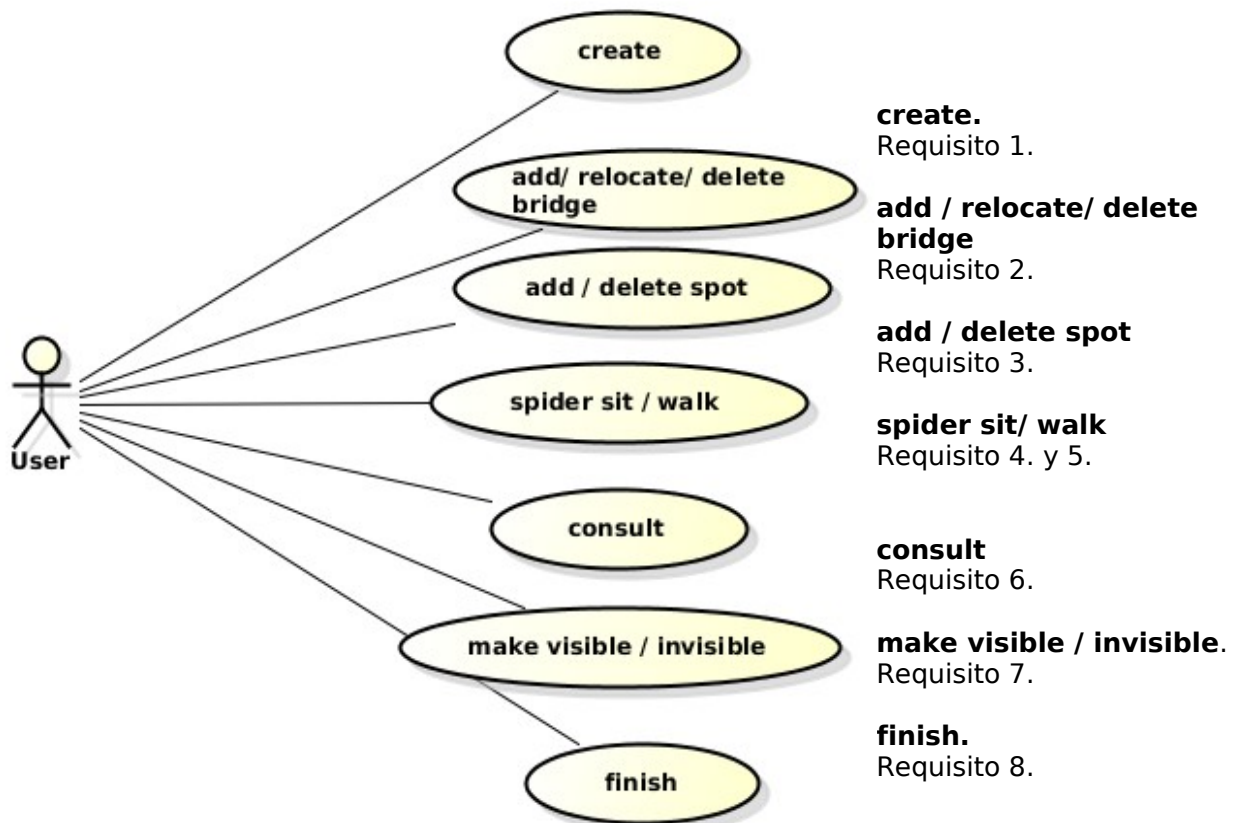 create
add/ relocate/ delete
bridge
add / delete spot
spider sit / walk
User
consult
make visible / invisible
finish
create.
Requisito 1.
add / relocate/ delete
bridge
Requisito 2.
add / delete spot
Requisito 3.
spider sit/ walk
Requisito 4. y 5.
consult
Requisito 6.
make visible / invisible.
Requisito 7.
finish.
Requisito 8.